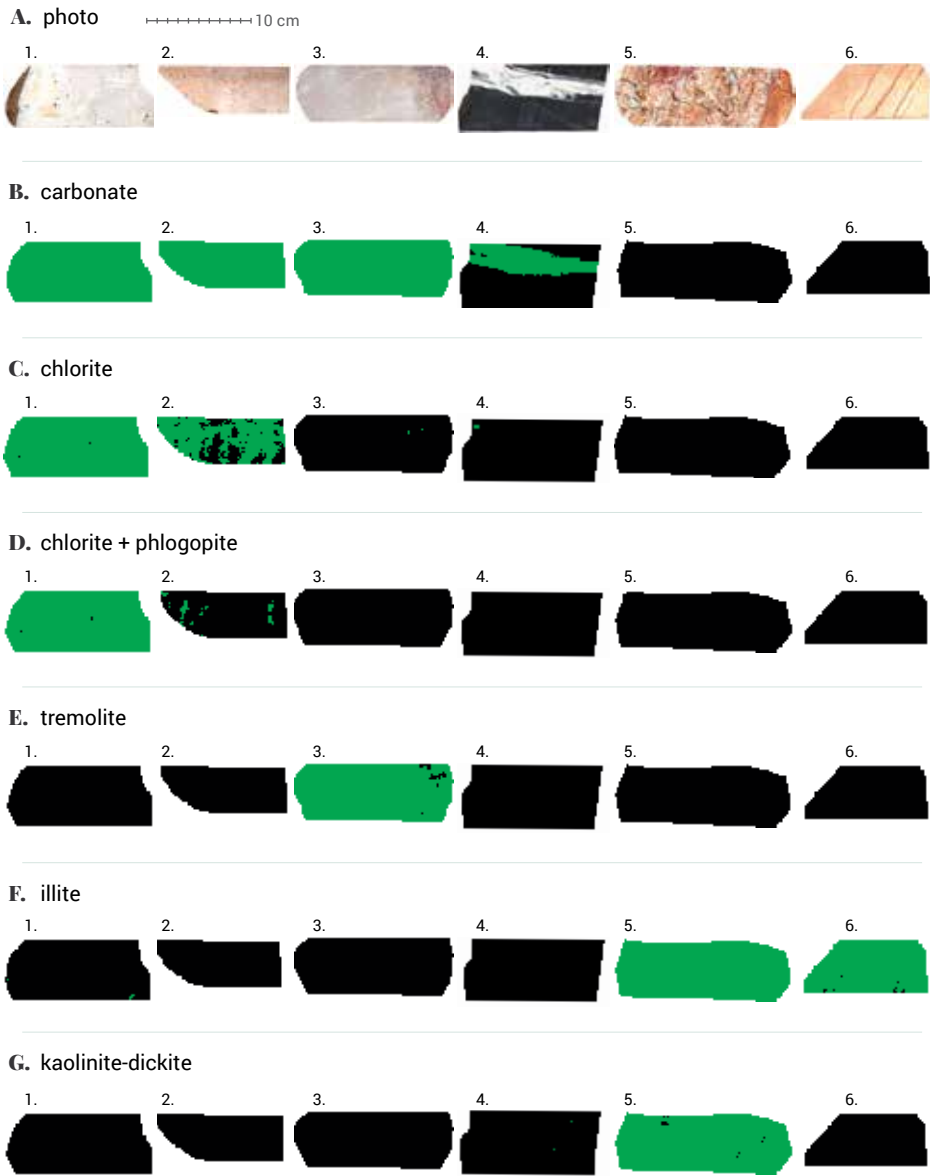 A. photo 10 cm
1. 2. 3. 4. 5. 6.
B. carbonate
1. 2. 3. 4. 5. 6.
C. chlorite
1. 2. 3. 4. 5. 6.
D. chlorite + phlogopite
1. 2. 3. 4. 5. 6.
E. tremolite
1. 2. 3. 4. 5. 6.
F. illite
1. 2. 3. 4. 5. 6.
G. kaolinite-dickite
1. 2. 3. 4. 5. 6.